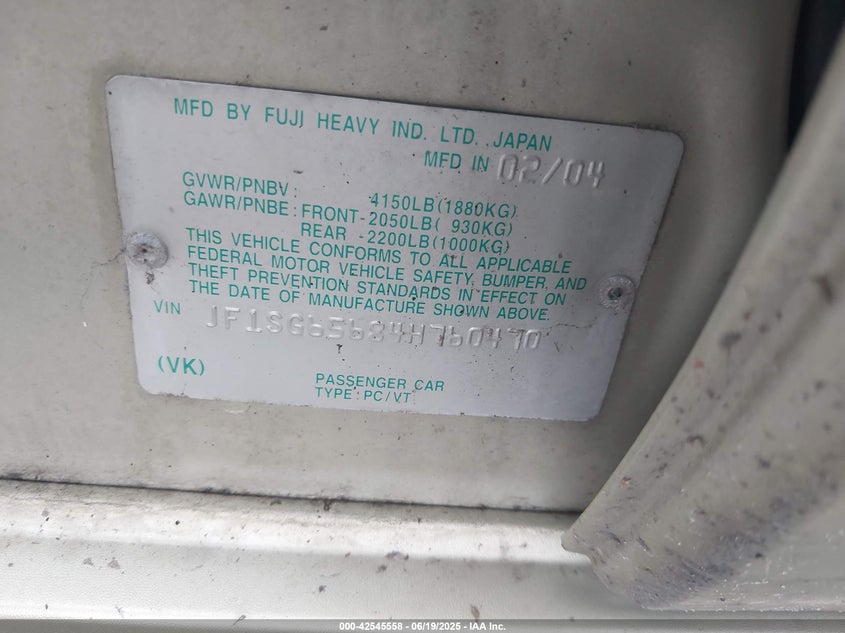 MFD BY FUJI HEAVY IND. LTD. JAPAN
MFD IN 02/04
GVWR/PNBV : 4150LB(1880KG)
GAWR/PNBE : FRONT-2050LB( 930KG)
REAR -2200LB(1000KG)
THIS VEHICLE CONFORMS TO ALL APPLICABLE
FEDERAL MOTOR VEHICLE SAFETY, BUMPER, AND
THEFT PREVENTION STANDARDS IN EFFECT ON
THE DATE OF MANUFACTURE SHOWN ABOVE.
VIN JF1SG65684H760470
(VK)
PASSENGER CAR
TYPE : PC/VT
000-42545558 - 06/19/2025 - IAA Inc.